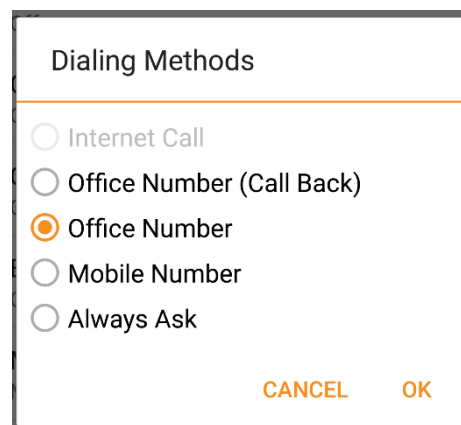 Dialing Methods
Internet Call
Office Number (Call Back)
Office Number
Mobile Number
Always Ask
CANCEL OK